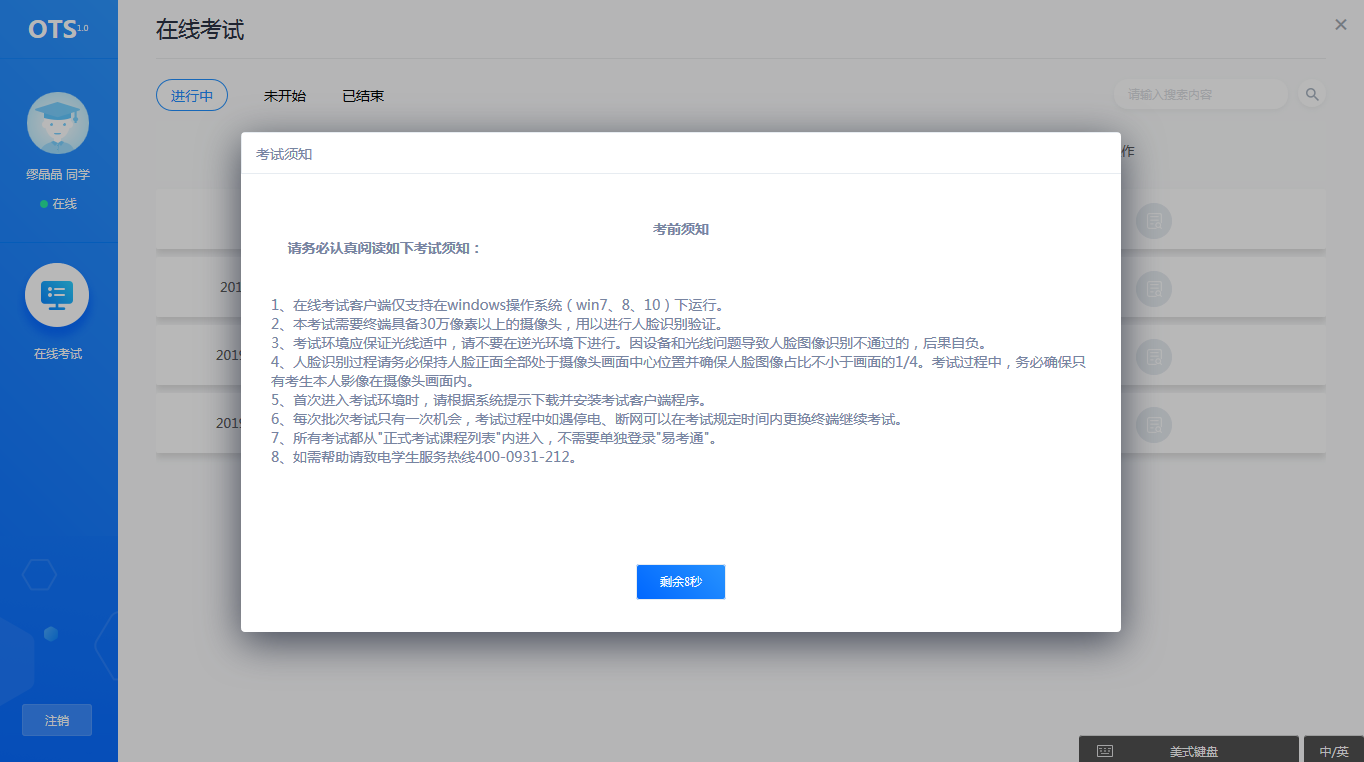 OTS1.0
在线考试
进行中
未开始
已结束
请输入搜索内容
缪晶晶 同学
在线
在线考试
注销
作
201
2019
2019
考试须知
考前须知
请务必认真阅读如下考试须知：
1、在线考试客户端仅支持在windows操作系统（win7、8、10）下运行。
2、本考试需要终端具备30万像素以上的摄像头，用以进行人脸识别验证。
3、考试环境应保证光线适中，请不要在逆光环境下进行。因设备和光线问题导致人脸图像识别不通过的，后果自负。
4、人脸识别过程请务必保持人脸正面全部处于摄像头画面中心位置并确保人脸图像占比不小于画面的1/4。考试过程中，务必确保只
有考生本人影像在摄像头画面内。
5、首次进入考试环境时，请根据系统提示下载并安装考试客户端程序。
6、每次批次考试只有一次机会，考试过程中如遇停电、断网可以在考试规定时间内更换终端继续考试。
7、所有考试都从"正式考试课程列表"内进入，不需要单独登录"易考通"。
8、如需帮助请致电学生服务热线400-0931-212。
剩余8秒
美式键盘
中/英